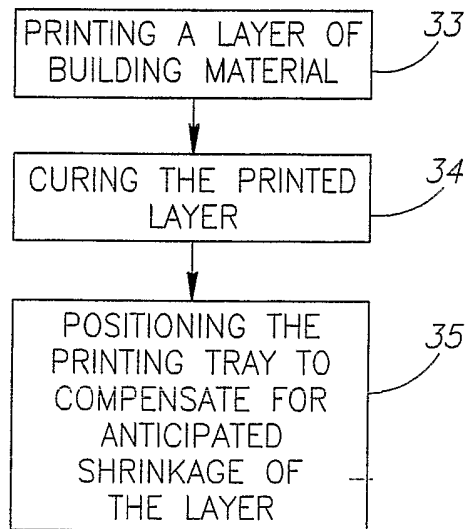 PRINTING A LAYER OF
BUILDING MATERIAL
33
CURING THE PRINTED
LAYER
34
POSITIONING THE
PRINTING TRAY TO
COMPENSATE FOR
ANTICIPATED
SHRINKAGE OF
THE LAYER
35